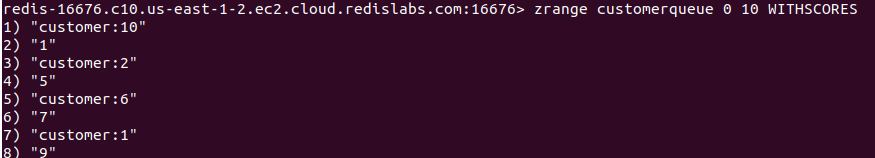 redis-16676.c10.us-east-1-2.ec2.cloud.redislabs.com:16676> zrange customerqueue 0 10 WITHSCORES
1) "customer:10"
2) "1"
3) "customer:2"
4) "5"
5) "customer:6"
6) "7"
7) "customer:1"
8) "9"